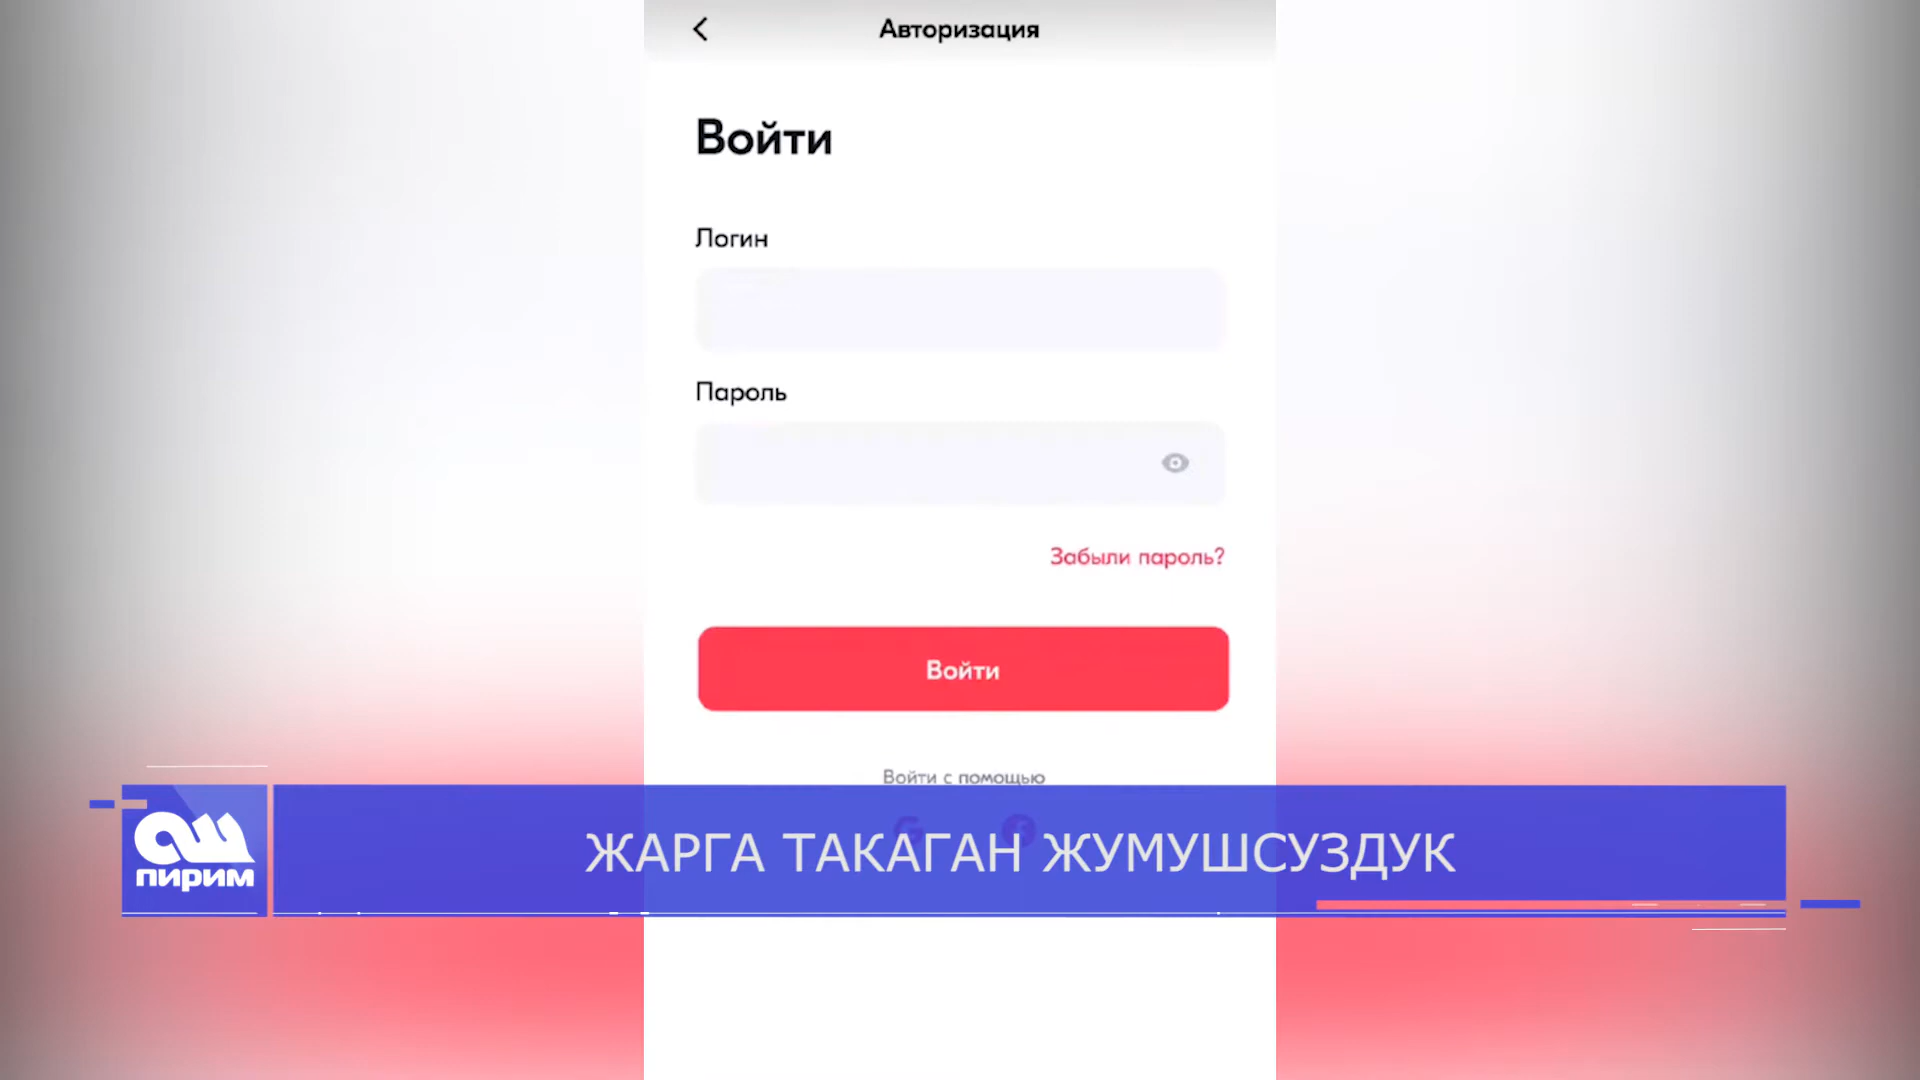 Авторизация
Войти
Логин
Пароль
Забыли пароль?
Войти
Войти с помощью
ош
пирим
ЖАРГА ТАКАГАН ЖУМУШСУЗДУК